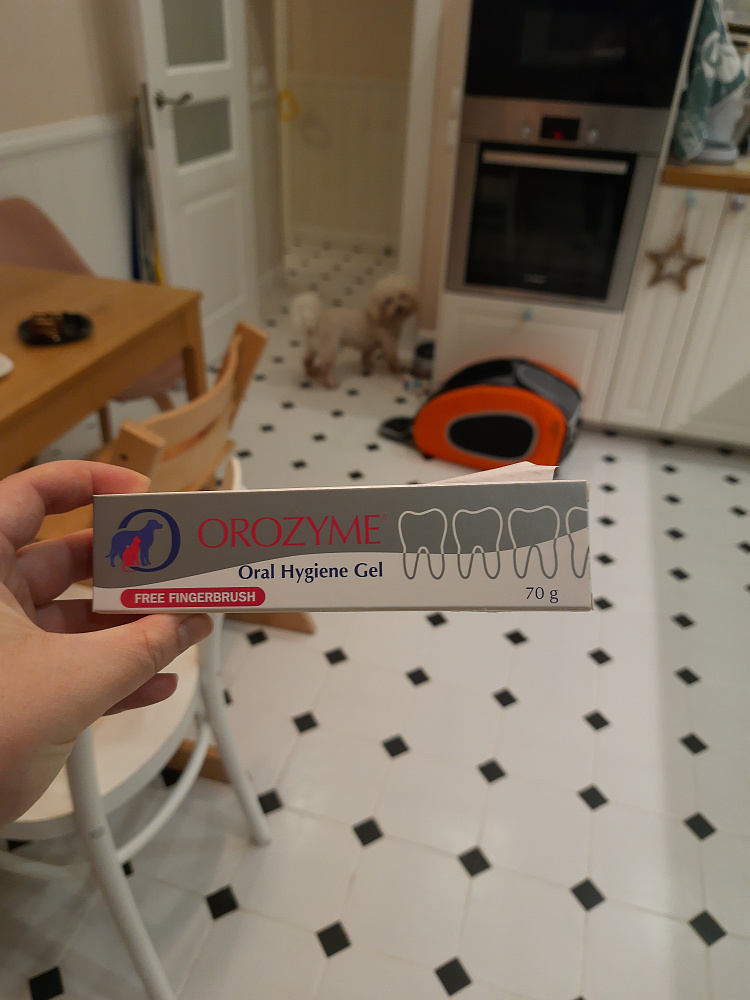 OROZYME
Oral Hygiene Gel
FREE FINGERBRUSH
70 g